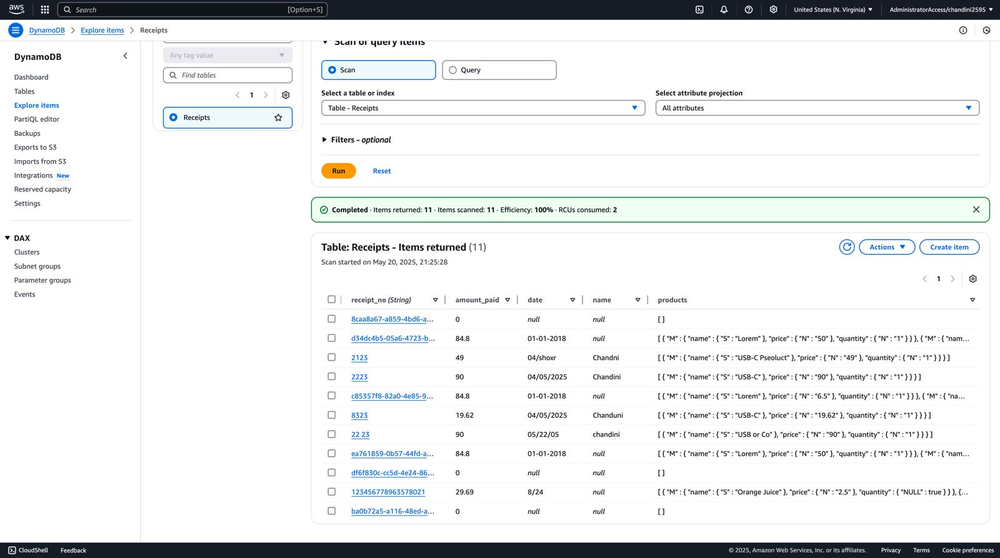 aws Search [Option+S] United States (N. Virginia) AdministratorAccess/chandini2595
DynamoDB Explore items Receipts
DynamoDB
Dashboard
Tables
Explore items
PartiQL editor
Backups
Exports to S3
Imports from S3
Integrations New
Reserved capacity
Settings
DAX
Clusters
Subnet groups
Parameter groups
Events
Any tag value
Find tables
1
Receipts
Scan or query items
Scan Query
Select a table or index Select attribute projection
Table - Receipts All attributes
Filters - optional
Run Reset
Completed · Items returned: 11 · Items scanned: 11 · Efficiency: 100% · RCUs consumed: 2
Table: Receipts - Items returned (11) Actions Create item
Scan started on May 20, 2025, 21:25:28
1
receipt_no (String) amount_paid date name products
8caa8a67-a859-4bd6-a... 0 null null [ ]
d34dc4b5-05a6-4723-b... 84.8 01-01-2018 null [ { "M" : { "name" : { "S" : "Lorem" }, "price" : { "N" : "50" }, "quantity" : { "N" : "1" } } }, { "M" : { "nam...
2123 49 04/shoxr Chandni [ { "M" : { "name" : { "S" : "USB-C Pseoluct" }, "price" : { "N" : "49" }, "quantity" : { "N" : "1" } } } ]
2223 90 04/05/2025 Chandini [ { "M" : { "name" : { "S" : "USB-C" }, "price" : { "N" : "90" }, "quantity" : { "N" : "1" } } } ]
c85357f8-82a0-4e85-9... 84.8 01-01-2018 null [ { "M" : { "name" : { "S" : "Lorem" }, "price" : { "N" : "6.5" }, "quantity" : { "N" : "1" } } }, { "M" : { "na...
8323 19.62 04/05/2025 Chanduni [ { "M" : { "name" : { "S" : "USB-C" }, "price" : { "N" : "19.62" }, "quantity" : { "N" : "1" } } } ]
22 23 90 05/22/05 chandini [ { "M" : { "name" : { "S" : "USB or Co" }, "price" : { "N" : "90" }, "quantity" : { "N" : "1" } } } ]
ea761859-0b57-44fd-a... 84.8 01-01-2018 null [ { "M" : { "name" : { "S" : "Lorem" }, "price" : { "N" : "50" }, "quantity" : { "N" : "1" } } }, { "M" : { "nam...
df6f830c-cc5d-4e24-86... 0 null null [ ]
123456778963578021 29.69 8/24 null [ { "M" : { "name" : { "S" : "Orange Juice" }, "price" : { "N" : "2.5" }, "quantity" : { "NULL" : true } } }, {...
ba0b72a5-a116-48ed-a... 0 null null [ ]
CloudShell Feedback © 2025, Amazon Web Services, Inc. or its affiliates. Privacy Terms Cookie preferences